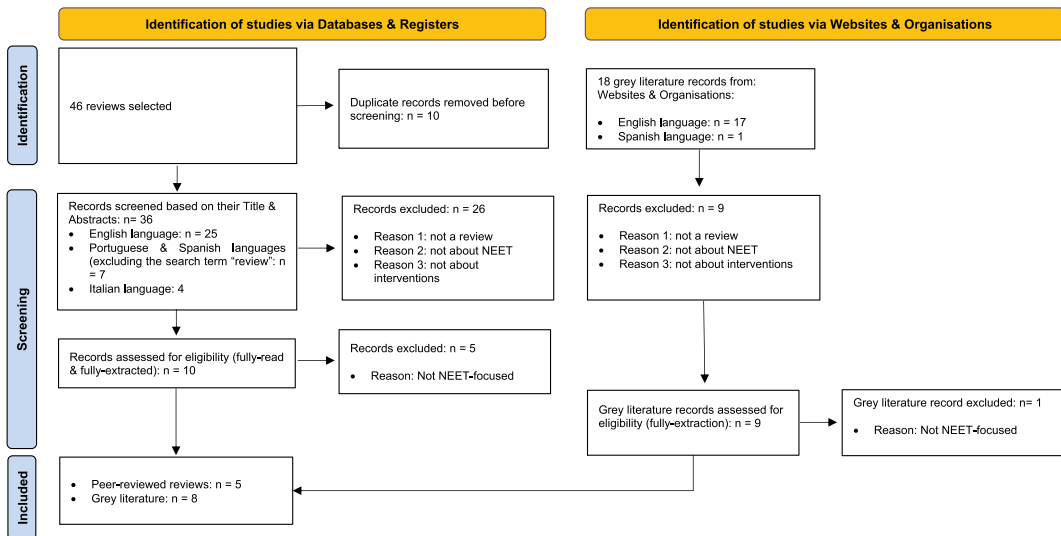 Identification of studies via Databases & Registers
Identification of studies via Websites & Organisations
Identification
46 reviews selected
Duplicate records removed before
screening: n = 10
18 grey literature records from:
Websites & Organisations:
• English language: n = 17
• Spanish language: n = 1
Screening
Records screened based on their Title &
Abstracts: n= 36
• English language: n = 25
• Portuguese & Spanish languages
(excluding the search term “review”: n
= 7
• Italian language: 4
Records excluded: n = 26
• Reason 1: not a review
• Reason 2: not about NEET
• Reason 3: not about
interventions
Records excluded: n = 9
• Reason 1: not a review
• Reason 2: not about NEET
• Reason 3: not about interventions
Records assessed for eligibility (fully-read
& fully-extracted): n = 10
Records excluded: n = 5
• Reason: Not NEET-focused
Grey literature records assessed for
eligibility (fully-extraction): n = 9
Grey literature record excluded: n= 1
• Reason: Not NEET-focused
Included
• Peer-reviewed reviews: n = 5
• Grey literature: n = 8